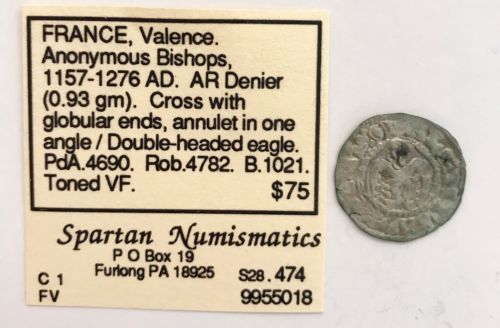 FRANCE, Valence.
Anonymous Bishops,
1157-1276 AD. AR Denier
(0.93 gm). Cross with
globular ends, annulet in one
angle / Double-headed eagle.
PdA.4690. Rob.4782. B.1021.
Toned VF. $75
Spartan Numismatics
P O Box 19
Furlong PA 18925
C 1 S28. 474
FV 9955018